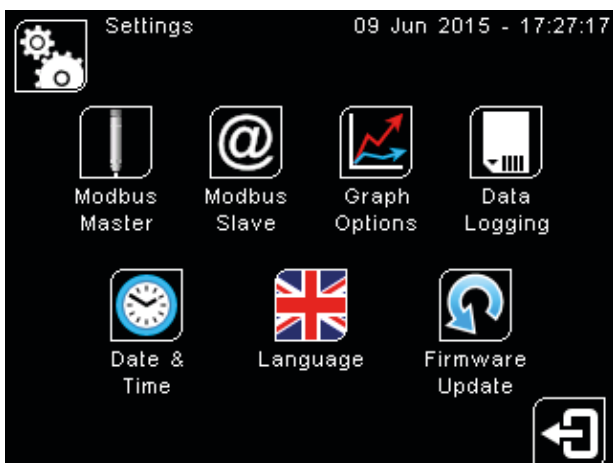 Settings 09 Jun 2015 - 17:27:17
@
Modbus Modbus Graph Data
Master Slave Options Logging
Date & Language Firmware
Time Update